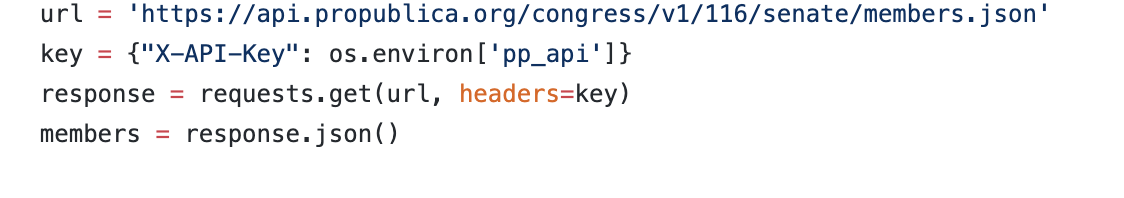 url = 'https://api.propublica.org/congress/v1/116/senate/members.json'
key = {"X-API-Key": os.environ['pp_api']}
response = requests.get(url, headers=key)
members = response.json()